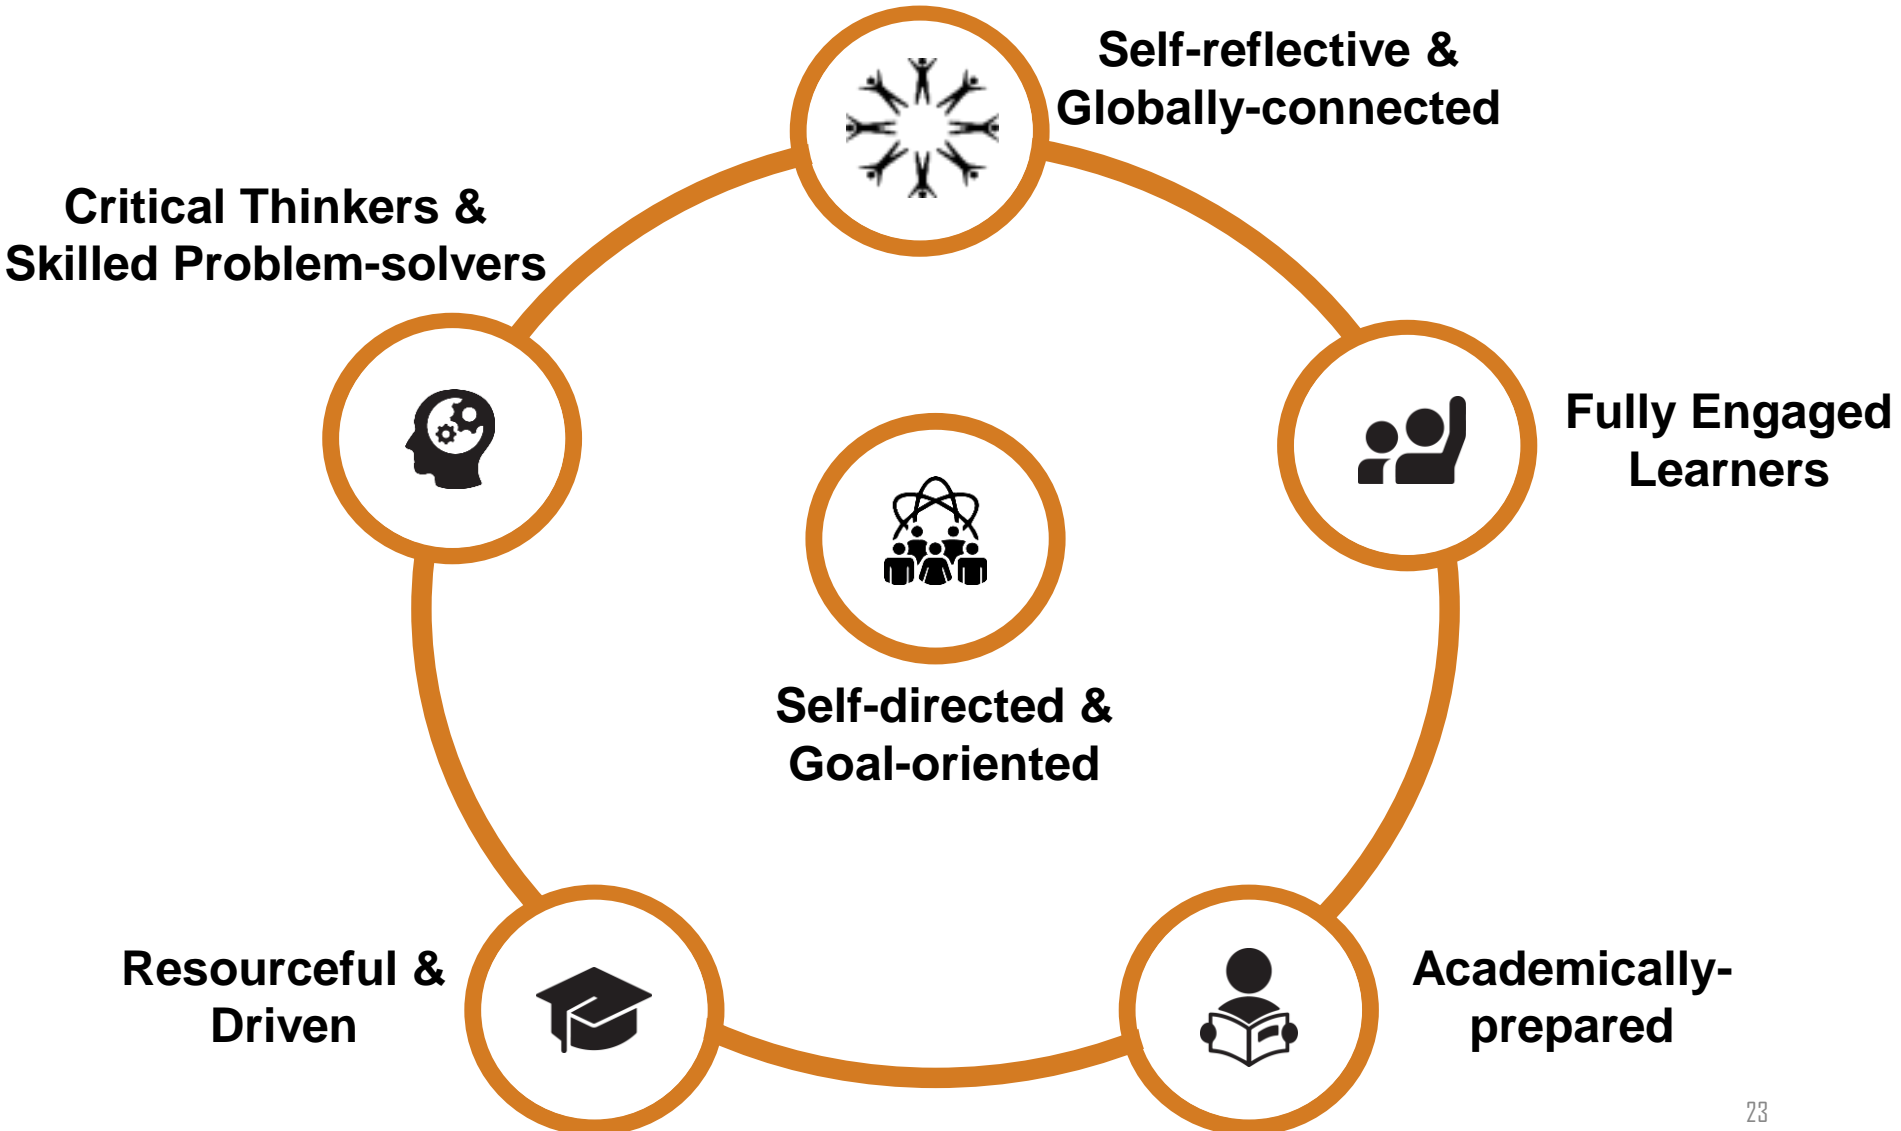 Self-reflective &
Globally-connected
Critical Thinkers &
Skilled Problem-solvers
Fully Engaged
Learners
Self-directed &
Goal-oriented
Resourceful &
Driven
Academically-
prepared
23